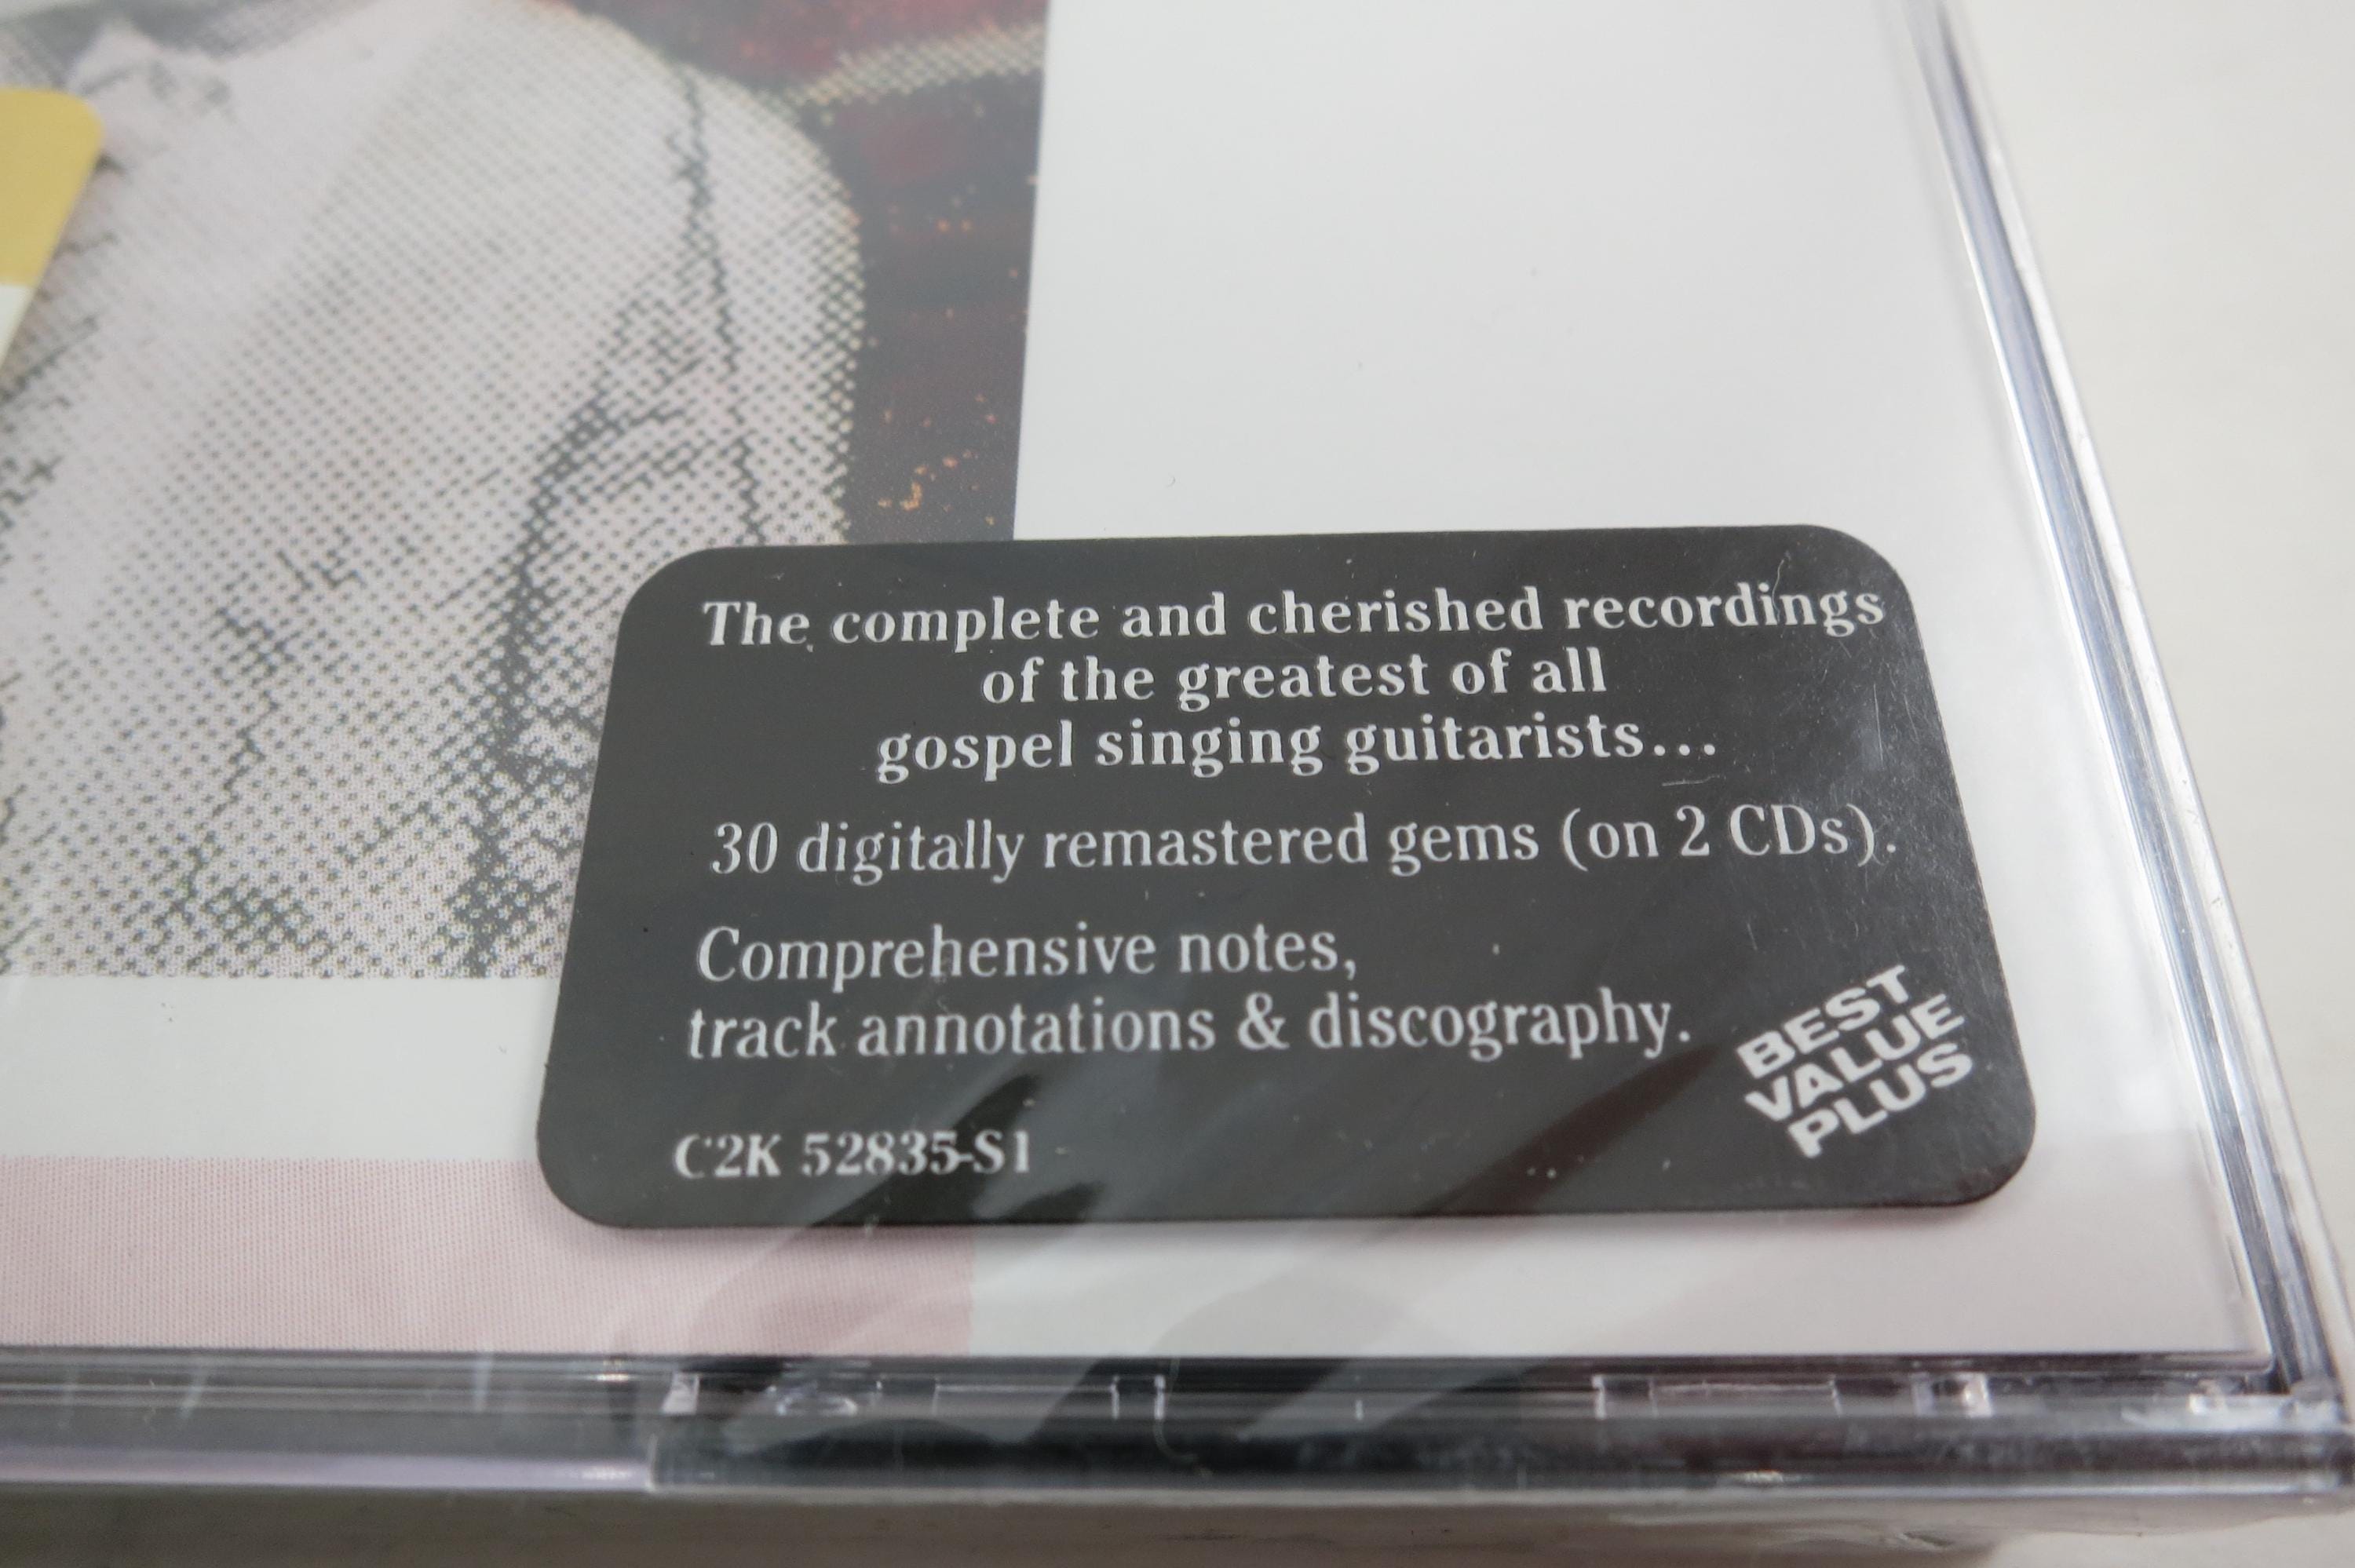 The complete and cherished recordings
of the greatest of all
gospel singing guitarists...
30 digitally remastered gems (on 2 CDs).
Comprehensive notes,
track annotations & discography.
BEST
VALUE
PLUS
C2K 52835-S1